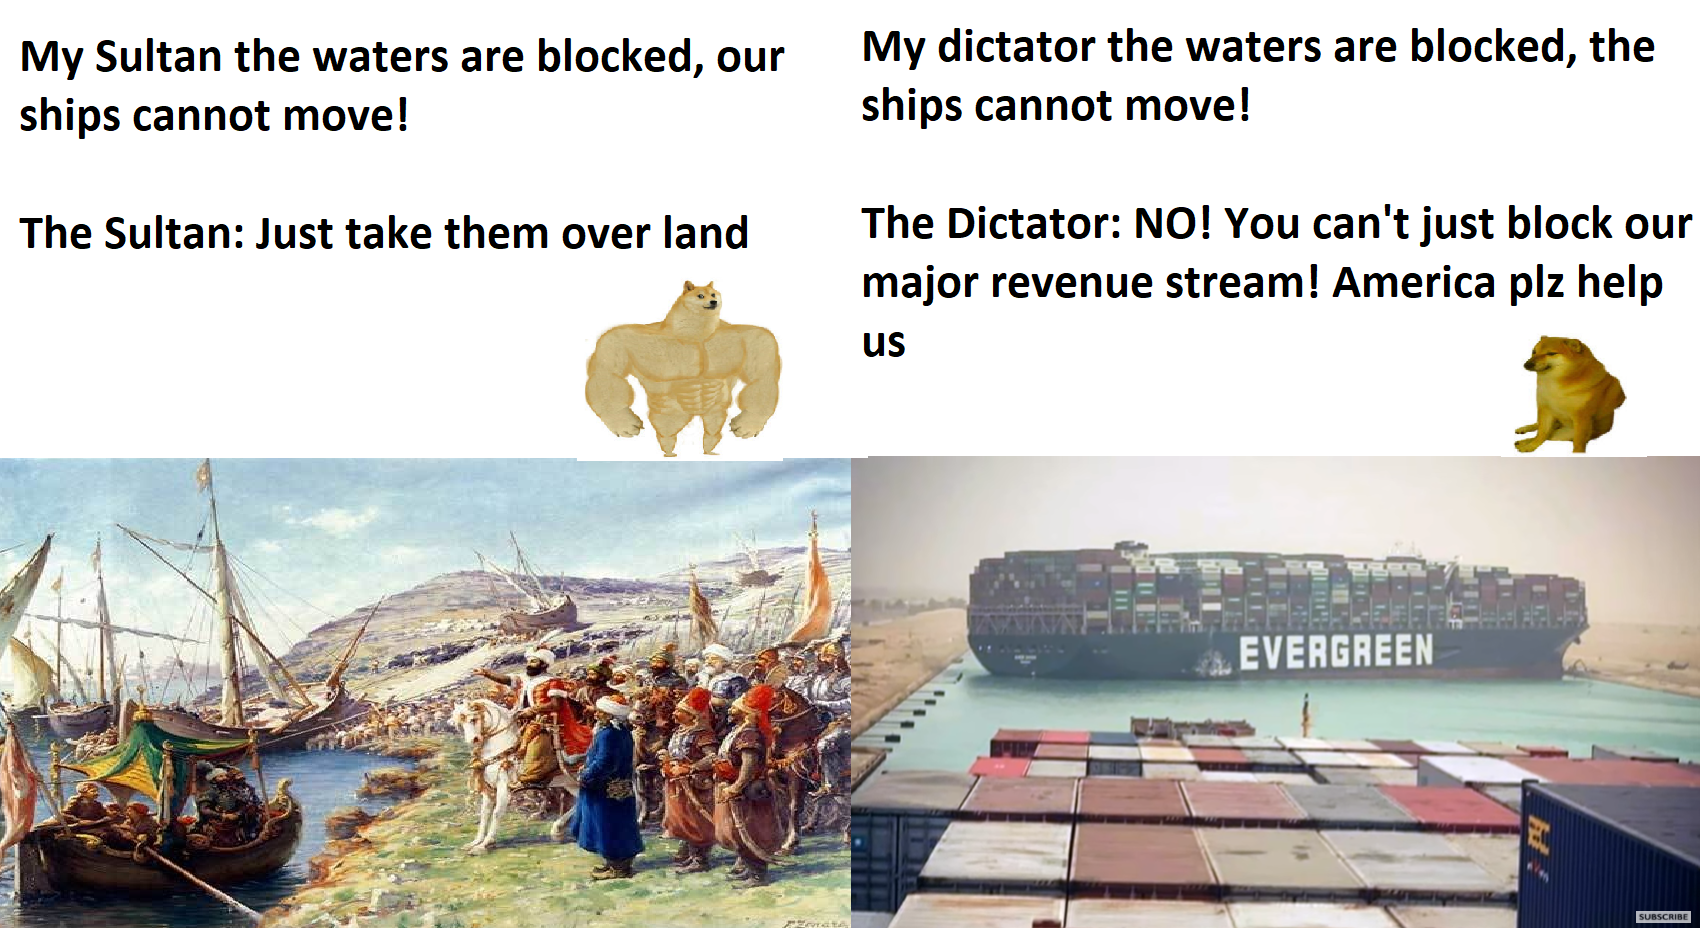 My Sultan the waters are blocked, our
ships cannot move!
The Sultan: Just take them over land
My dictator the waters are blocked, the
ships cannot move!
The Dictator: NO! You can't just block our
major revenue stream! America plz help
us
EVERGREEN
SUBSCRIBE